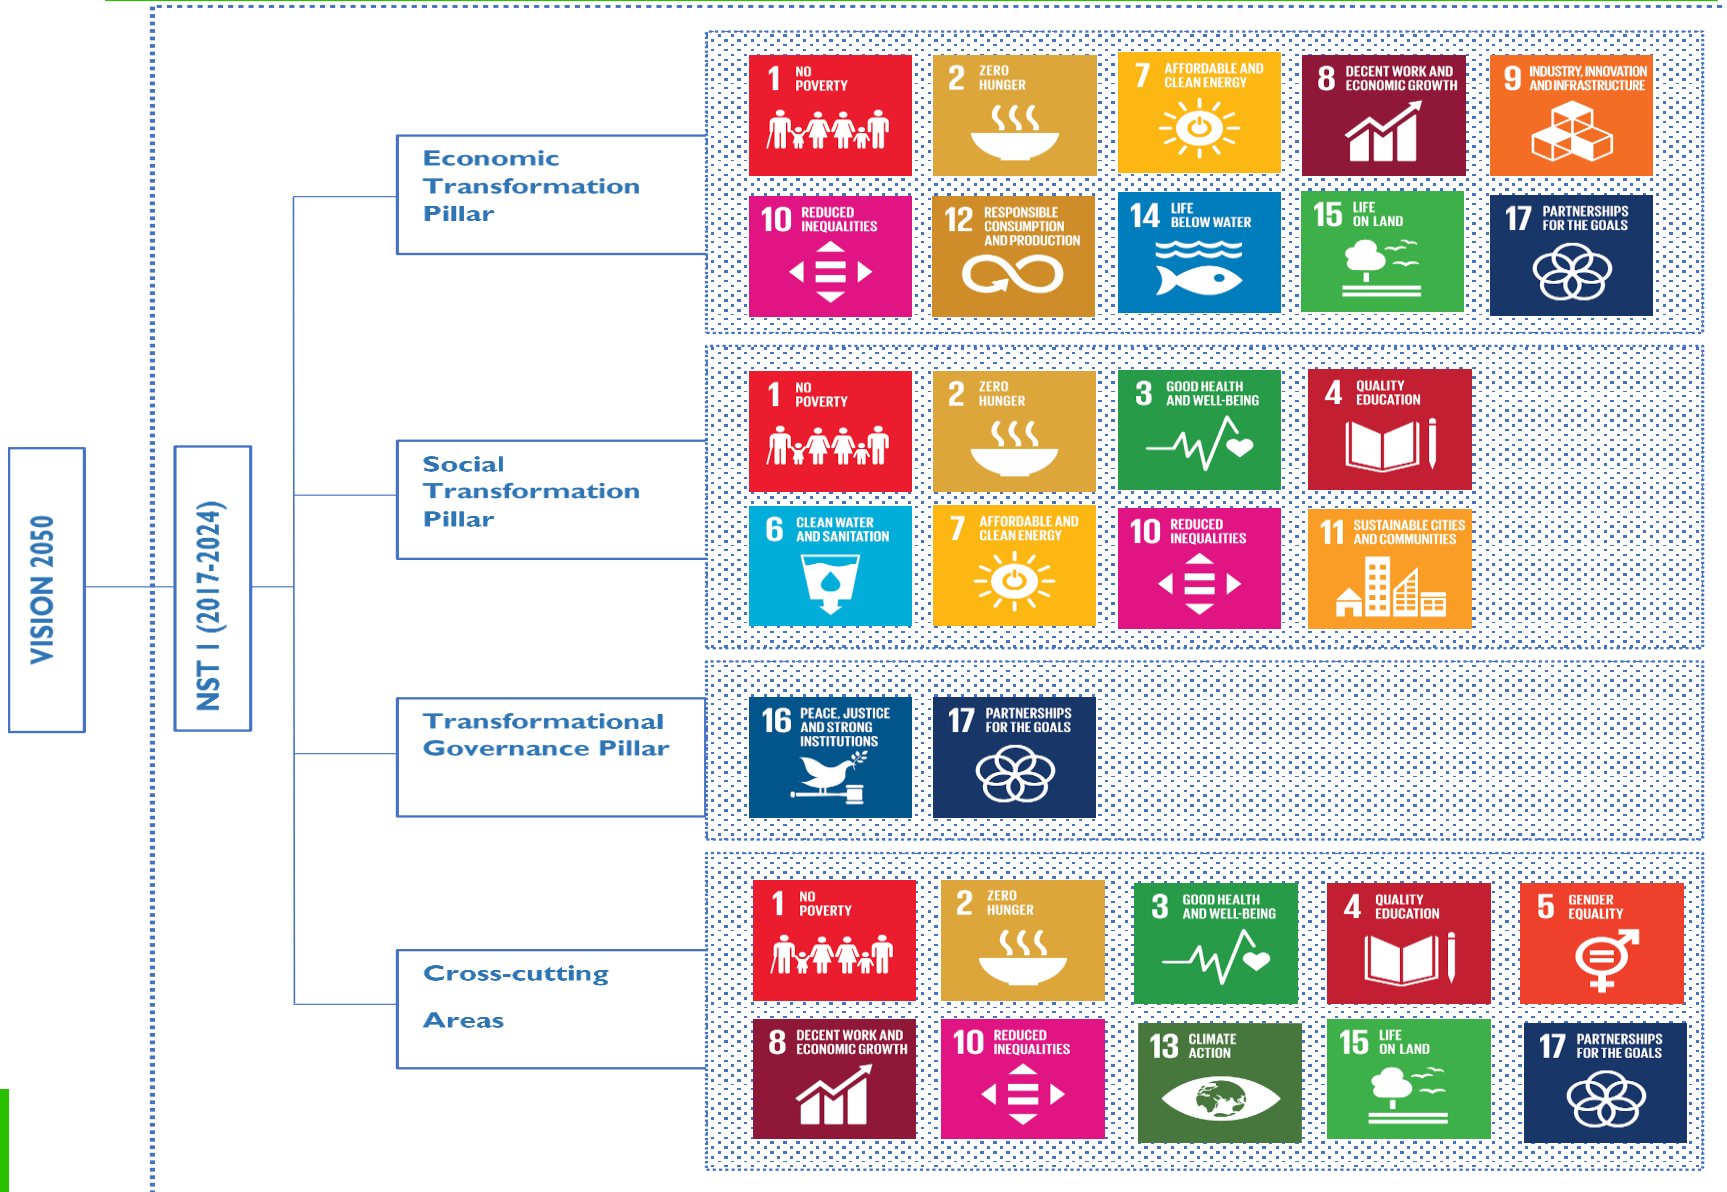 VISION 2050
NST 1 (2017-2024)
Economic
Transformation
Pillar
1 NO
POVERTY
2 ZERO
HUNGER
7 AFFORDABLE AND
CLEAN ENERGY
8 DECENT WORK AND
ECONOMIC GROWTH
9 INDUSTRY, INNOVATION
AND INFRASTRUCTURE
10 REDUCED
INEQUALITIES
12 RESPONSIBLE
CONSUMPTION
AND PRODUCTION
14 LIFE
BELOW WATER
15 LIFE
ON LAND
17 PARTNERSHIPS
FOR THE GOALS
Social
Transformation
Pillar
1 NO
POVERTY
2 ZERO
HUNGER
3 GOOD HEALTH
AND WELL-BEING
4 QUALITY
EDUCATION
6 CLEAN WATER
AND SANITATION
7 AFFORDABLE AND
CLEAN ENERGY
10 REDUCED
INEQUALITIES
11 SUSTAINABLE CITIES
AND COMMUNITIES
Transformational
Governance Pillar
16 PEACE, JUSTICE
AND STRONG
INSTITUTIONS
17 PARTNERSHIPS
FOR THE GOALS
Cross-cutting
Areas
1 NO
POVERTY
2 ZERO
HUNGER
3 GOOD HEALTH
AND WELL-BEING
4 QUALITY
EDUCATION
5 GENDER
EQUALITY
8 DECENT WORK AND
ECONOMIC GROWTH
10 REDUCED
INEQUALITIES
13 CLIMATE
ACTION
15 LIFE
ON LAND
17 PARTNERSHIPS
FOR THE GOALS